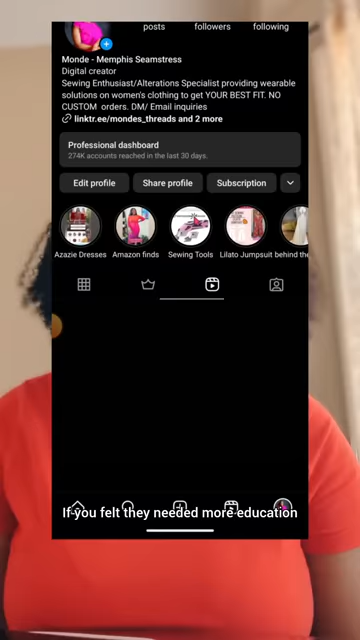 posts followers following
Monde - Memphis Seamstress
Digital creator
Sewing Enthusiast/Alterations Specialist providing wearable
solutions on women's clothing to get YOUR BEST FIT. NO
CUSTOM orders. DM/ Email inquiries
linktr.ee/mondes_threads and 2 more
Professional dashboard
274K accounts reached in the last 30 days.
Edit profile Share profile Subscription
Azazie Dresses Amazon finds Sewing Tools Lilato Jumpsuit behind the
If you felt they needed more education